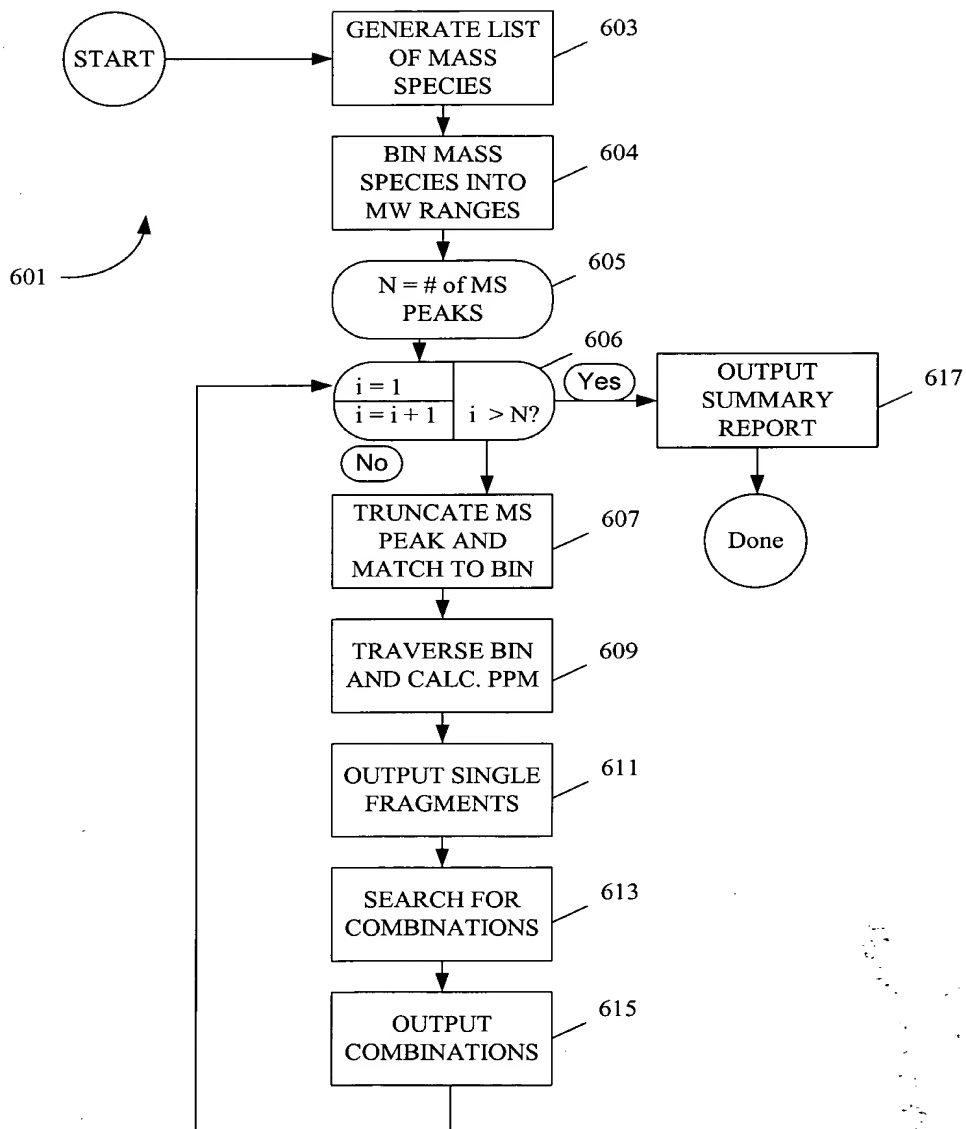 START
GENERATE LIST
OF MASS
SPECIES
603
BIN MASS
SPECIES INTO
MW RANGES
604
601
N = # of MS
PEAKS
605
606
i = 1
i = i + 1
i > N?
Yes
OUTPUT
SUMMARY
REPORT
617
No
TRUNCATE MS
PEAK AND
MATCH TO BIN
607
Done
TRAVERSE BIN
AND CALC. PPM
609
OUTPUT SINGLE
FRAGMENTS
611
SEARCH FOR
COMBINATIONS
613
OUTPUT
COMBINATIONS
615